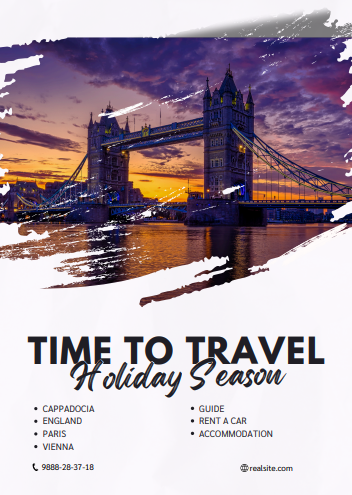 TIME TO TRAVEL
Holiday Season
CAPPADOCIA
ENGLAND
PARIS
VIENNA
GUIDE
RENT A CAR
ACCOMMODATION
9888-28-37-18
realsite.com